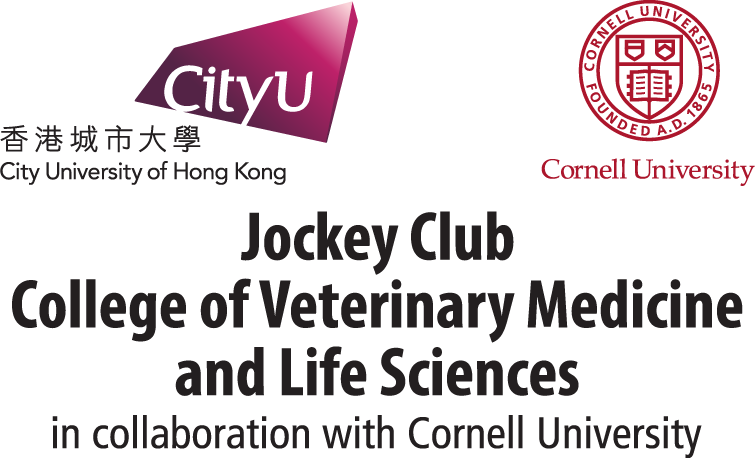 CityU
香港城市大學
City University of Hong Kong
CORNELL UNIVERSITY
FOUNDED A.D. 1865
Cornell University
Jockey Club
College of Veterinary Medicine
and Life Sciences
in collaboration with Cornell University